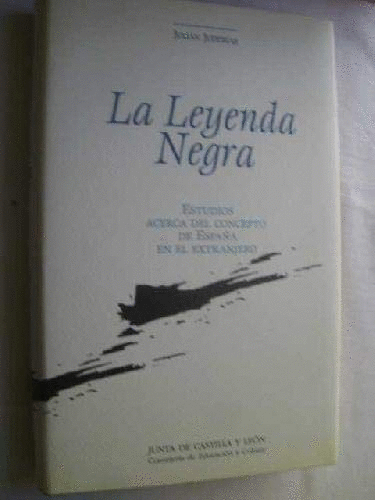 JULIÁN JUDERÍAS
La Leyenda
Negra
ESTUDIOS
ACERCA DEL CONCEPTO
DE ESPAÑA
EN EL EXTRANJERO
JUNTA DE CASTILLA Y LEÓN
Consejería de Educación y Cultura